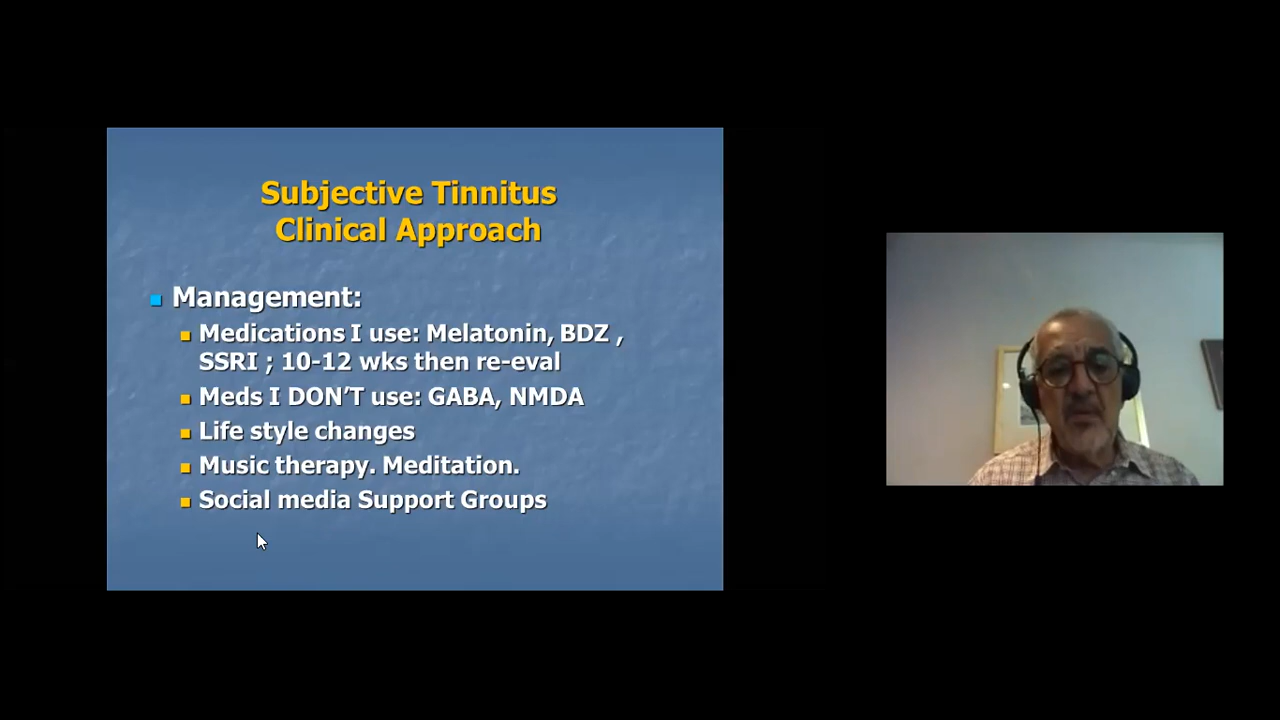 Subjective Tinnitus
Clinical Approach
Management:
Medications I use: Melatonin, BDZ ,
SSRI ; 10-12 wks then re-eval
Meds I DON'T use: GABA, NMDA
Life style changes
Music therapy. Meditation.
Social media Support Groups